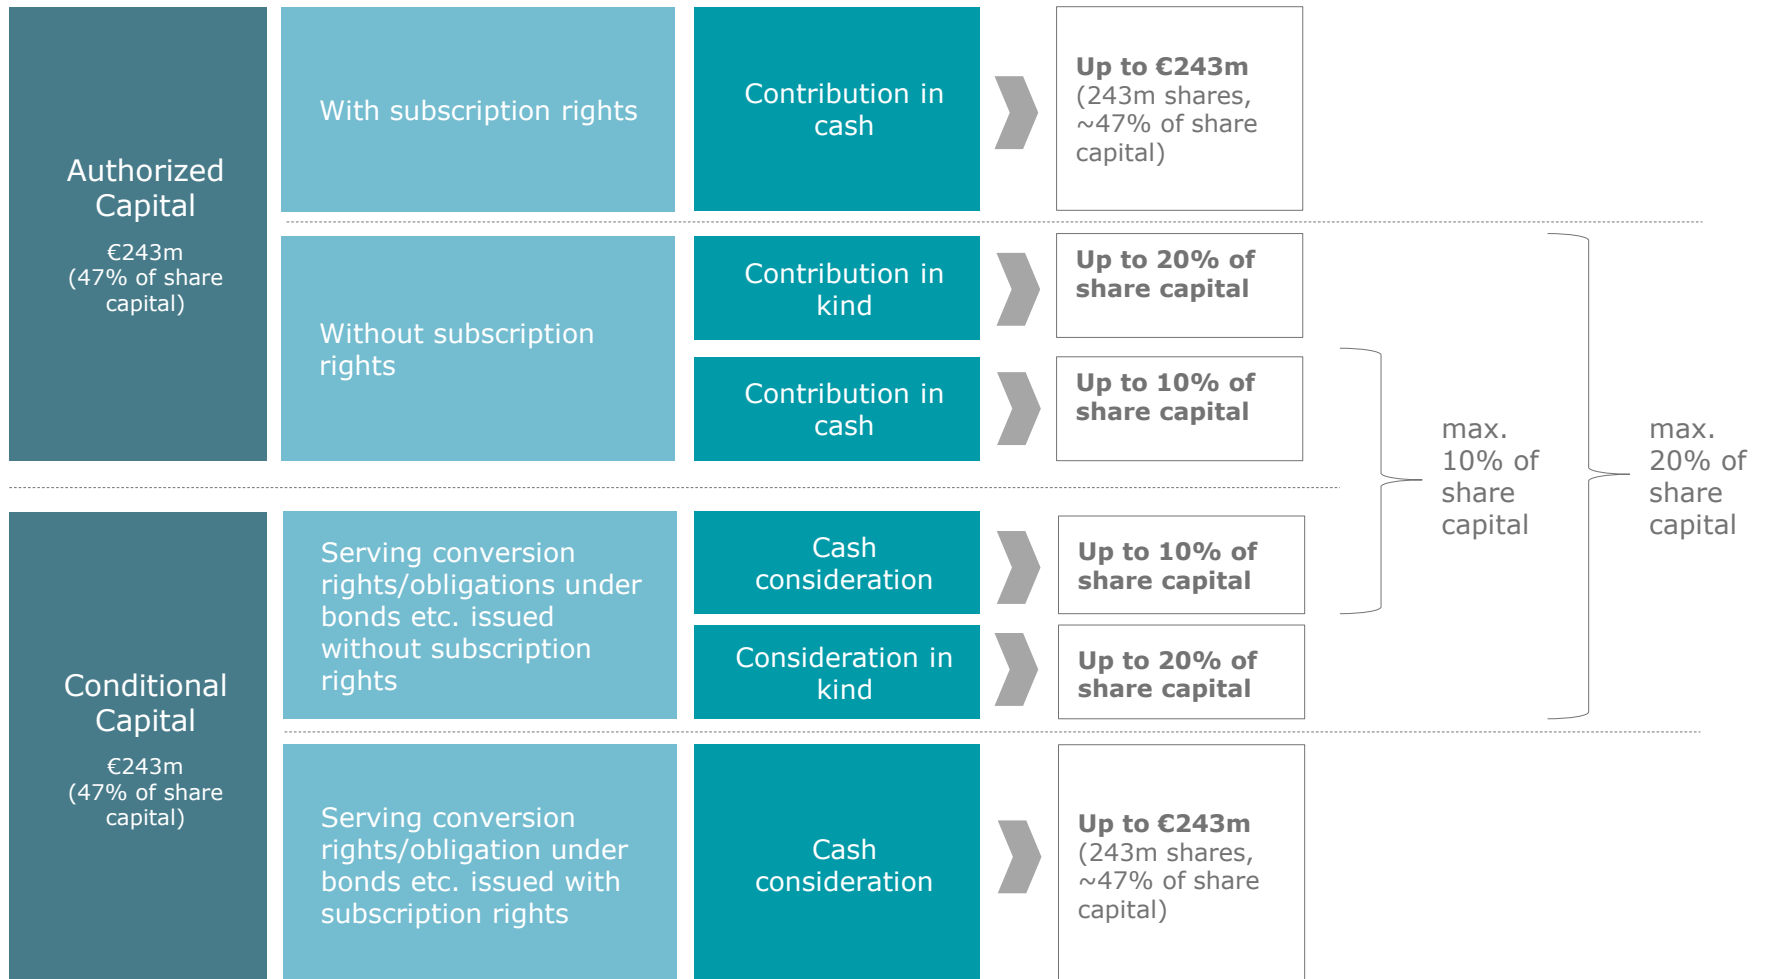 Authorized
Capital
€243m
(47% of share
capital)
With subscription rights
Contribution in
cash
Up to €243m
(243m shares,
~47% of share
capital)
Without subscription
rights
Contribution in
kind
Up to 20% of
share capital
Contribution in
cash
Up to 10% of
share capital
max.
10% of
share
capital
max.
20% of
share
capital
Conditional
Capital
€243m
(47% of share
capital)
Serving conversion
rights/obligations under
bonds etc. issued
without subscription
rights
Cash
consideration
Up to 10% of
share capital
Consideration in
kind
Up to 20% of
share capital
Serving conversion
rights/obligation under
bonds etc. issued with
subscription rights
Cash
consideration
Up to €243m
(243m shares,
~47% of share
capital)